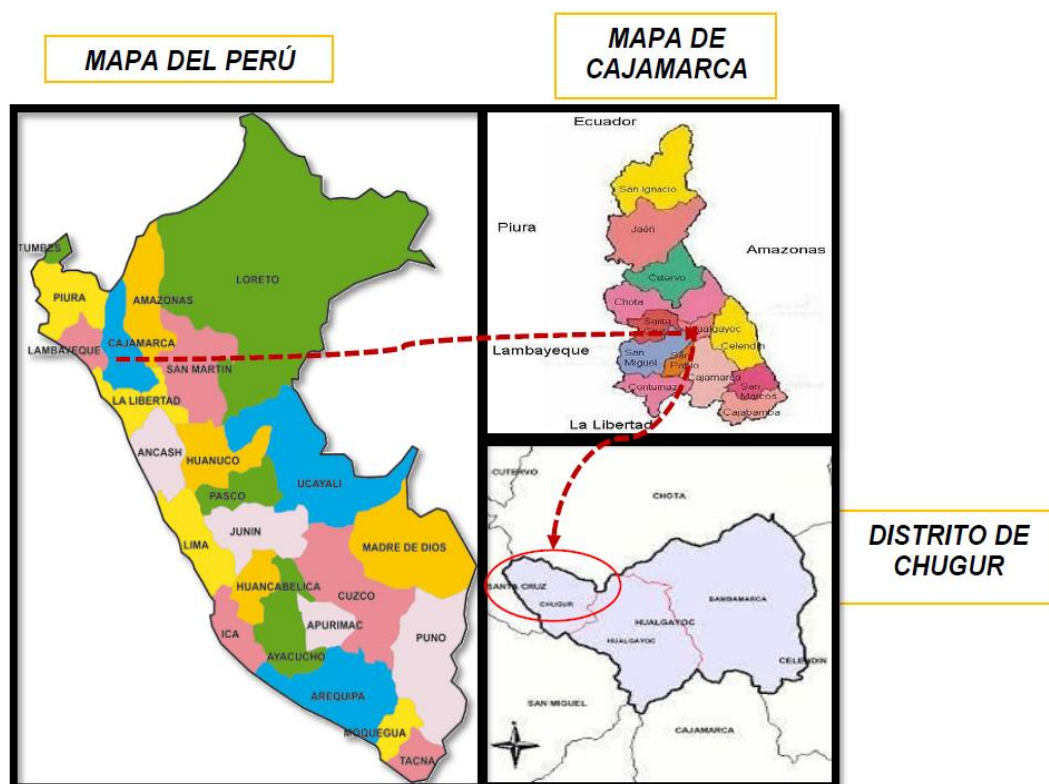 MAPA DEL PERÚ
MAPA DE
CAJAMARCA
TUMBES
PIURA
LAMBAYEQUE
AMAZONAS
CAJAMARCA
LORETO
SAN MARTIN
LA LIBERTAD
ANCASH
HUANUCO
PASCO
UCAYALI
JUNIN
LIMA
MADRE DE DIOS
HUANCABELICA
CUZCO
ICA
APURIMAC
AYACUCHO
PUNO
AREQUIPA
MOQUEGUA
TACNA
Ecuador
Piura
Amazonas
San Ignacio
Jaén
Cutervo
Chota
Santa
Hualgayoc
Lambayeque
Celendín
San
Miguel
San
Pablo
Cajamarca
San
Marcos
Contumaz
Cajabamba
La Libertad
CUTERVO
CHOTA
SANTA CRUZ
CHUGUR
BAMBAMARCA
HUALGAYOC
HUALGAYOC
CELENDIN
SAN MIGUEL
CAJAMARCA
DISTRITO DE
CHUGUR